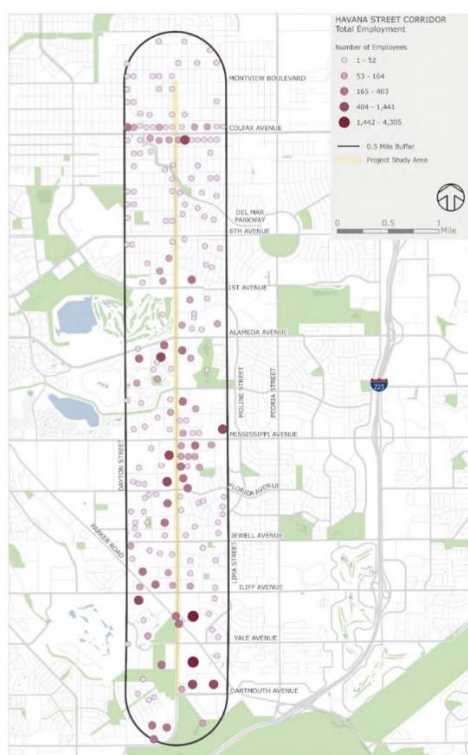 HAVANA STREET CORRIDOR
Total Employment
Number of Employees
1 - 52
53 - 164
165 - 403
404 - 1,441
1,442 - 4,305
0.5 Mile Buffer
Project Study Area
0 0.5 1
Mile
MONTVIEW BOULEVARD
COLFAX AVENUE
DEL MAR
PARKWAY
6TH AVENUE
1ST AVENUE
ALAMEDA AVENUE
225
MOLINE STREET
PEORIA STREET
MISSISSIPPI AVENUE
DAYTON STREET
FLORIDA AVENUE
PARKER ROAD
JEWELL AVENUE
LIMA STREET
ILIFF AVENUE
YALE AVENUE
DARTMOUTH AVENUE